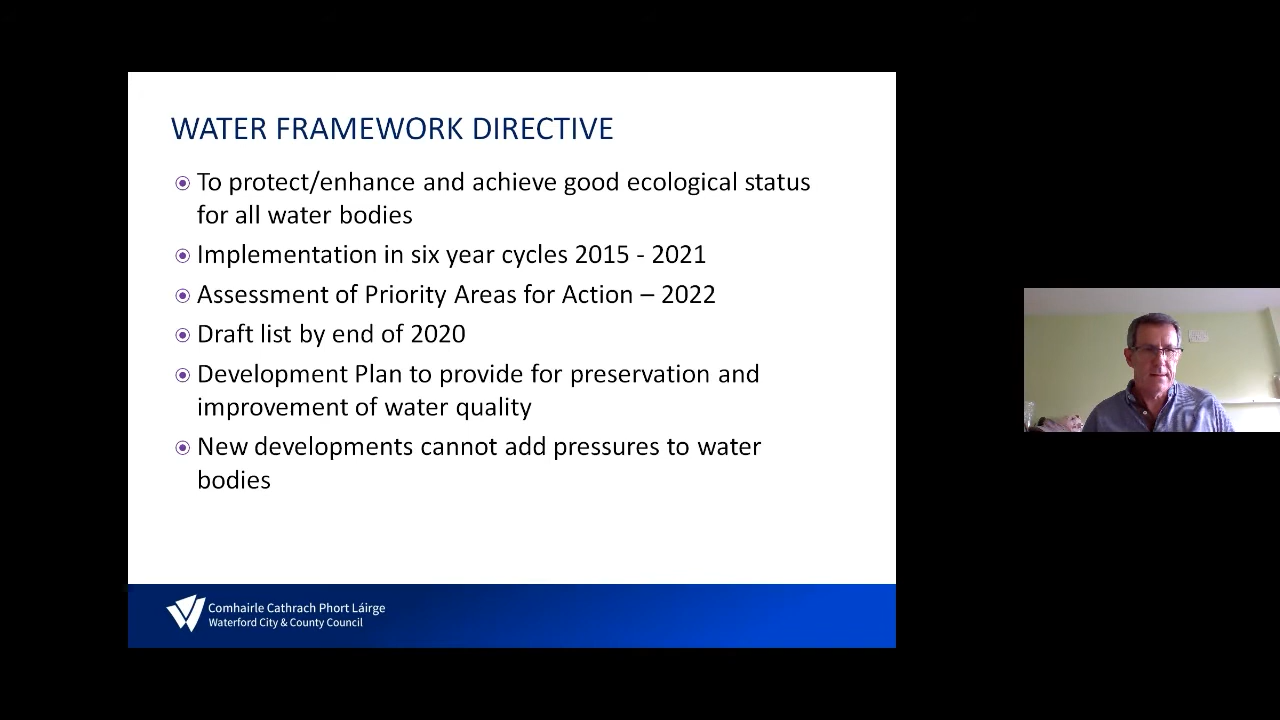 WATER FRAMEWORK DIRECTIVE
To protect/enhance and achieve good ecological status
for all water bodies
Implementation in six year cycles 2015 - 2021
Assessment of Priority Areas for Action – 2022
Draft list by end of 2020
Development Plan to provide for preservation and
improvement of water quality
New developments cannot add pressures to water
bodies
Comhairle Cathrach Phort Láirge
Waterford City & County Council